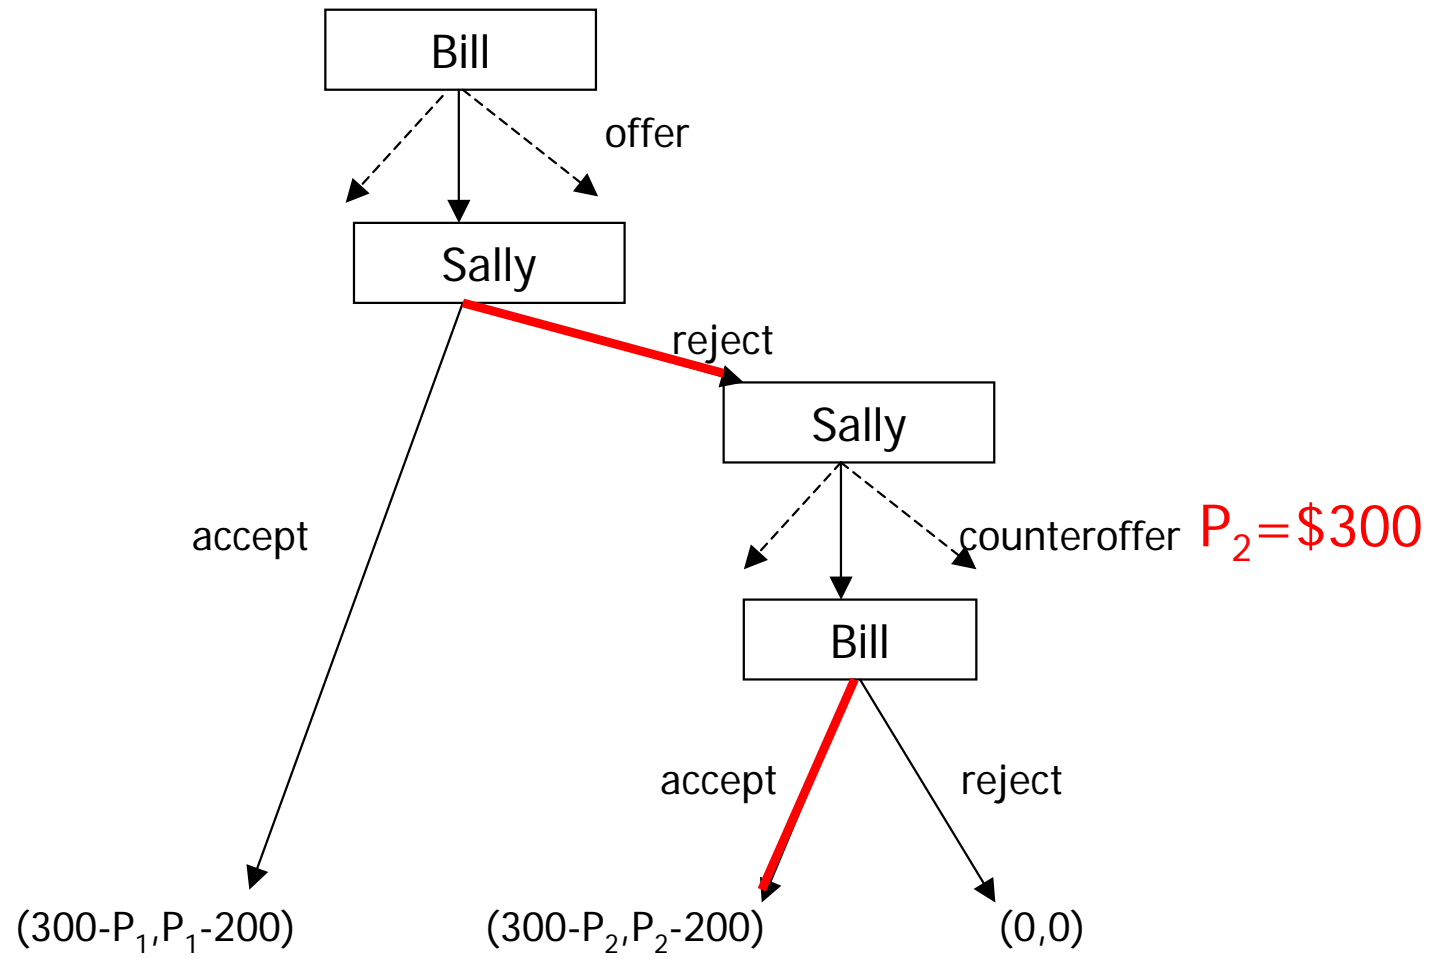 Bill
offer
Sally
reject
Sally
accept
counteroffer P₂=$300
Bill
accept
reject
(300-P₁,P₁-200)
(300-P₂,P₂-200)
(0,0)